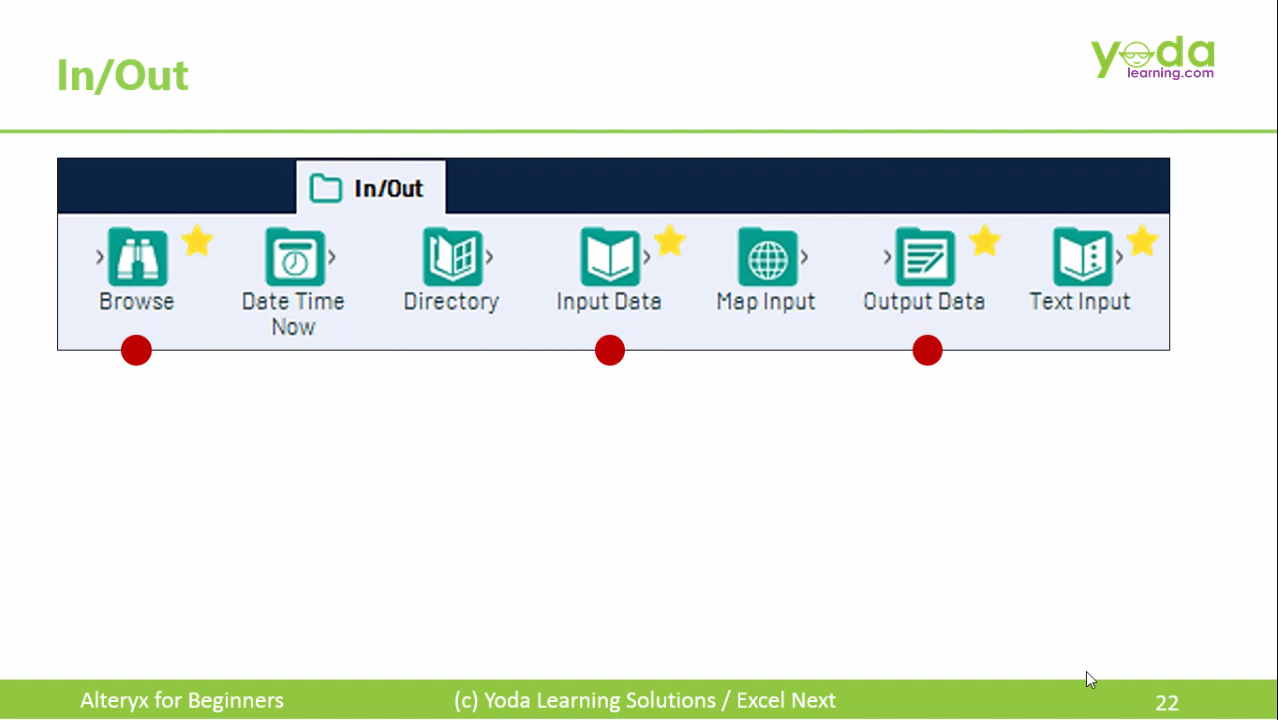 In/Out
yoda
learning.com
In/Out
Browse
Date Time
Now
Directory
Input Data
Map Input
Output Data
Text Input
Alteryx for Beginners
(c) Yoda Learning Solutions / Excel Next
22